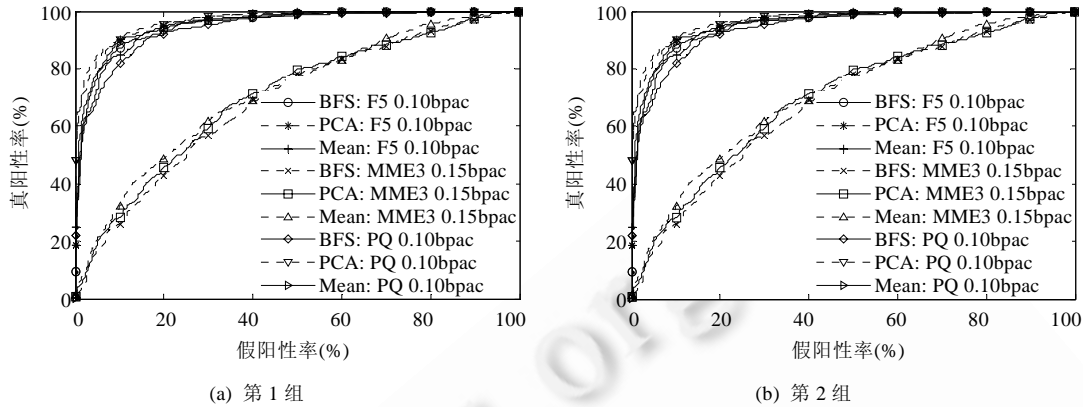 100
80
60
40
20
0
真阳性率(%)
BFS: F5 0.10bpac
PCA: F5 0.10bpac
Mean: F5 0.10bpac
BFS: MME3 0.15bpac
PCA: MME3 0.15bpac
Mean: MME3 0.15bpac
BFS: PQ 0.10bpac
PCA: PQ 0.10bpac
Mean: PQ 0.10bpac
0 20 40 60 80 100
假阳性率(%)
(a) 第 1 组
100
80
60
40
20
0
真阳性率(%)
BFS: F5 0.10bpac
PCA: F5 0.10bpac
Mean: F5 0.10bpac
BFS: MME3 0.15bpac
PCA: MME3 0.15bpac
Mean: MME3 0.15bpac
BFS: PQ 0.10bpac
PCA: PQ 0.10bpac
Mean: PQ 0.10bpac
0 20 40 60 80 100
假阳性率(%)
(b) 第 2 组